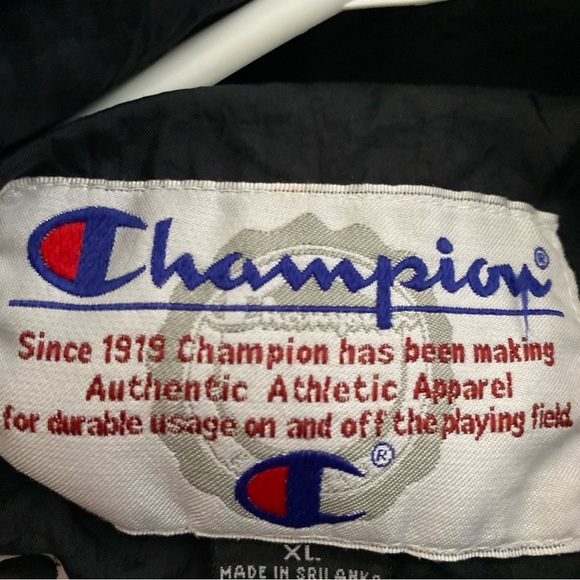 Champion®
Since 1919 Champion has been making
Authentic Athletic Apparel
for durable usage on and off the playing field.
®
Champion
XL
MADE IN SRI LANKA